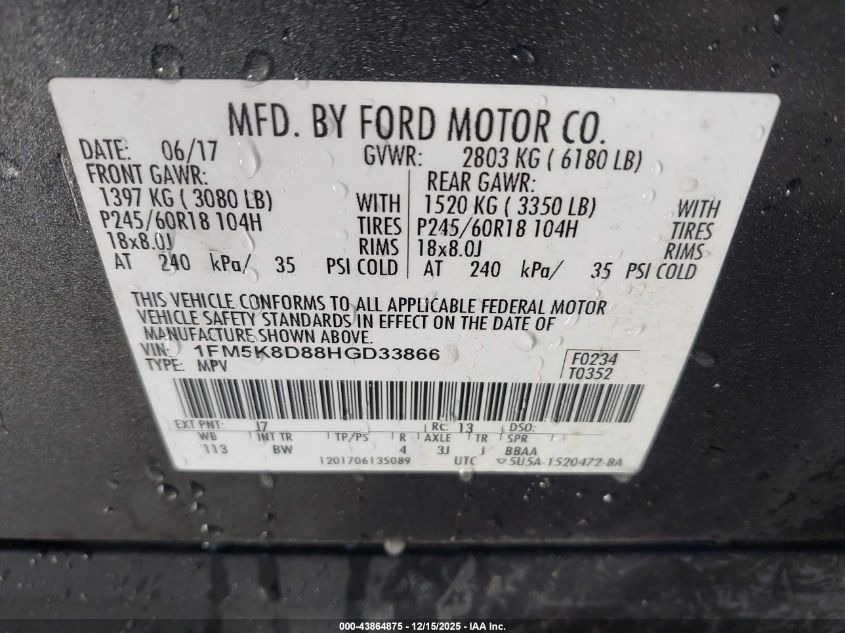 MFD. BY FORD MOTOR CO.
DATE: 06/17 GVWR: 2803 KG ( 6180 LB)
FRONT GAWR: REAR GAWR:
1397 KG ( 3080 LB) WITH 1520 KG ( 3350 LB) WITH
P245/60R18 104H TIRES P245/60R18 104H TIRES
18x8.0J RIMS 18x8.0J RIMS
AT 240 kPa/ 35 PSI COLD AT 240 kPa/ 35 PSI COLD
THIS VEHICLE CONFORMS TO ALL APPLICABLE FEDERAL MOTOR
VEHICLE SAFETY STANDARDS IN EFFECT ON THE DATE OF
MANUFACTURE SHOWN ABOVE.
VIN: 1FM5K8D88HGD33866 F0234
TYPE: MPV T0352
EXT PNT: J7 RC: 13 DSO:
WB INT TR TP/PS R AXLE TR SPR
113 BW 4 3J J BBAA
1201706135089 UTC ▽5U5A-1520472-BA
000-43864875 - 12/15/2025 - IAA Inc.